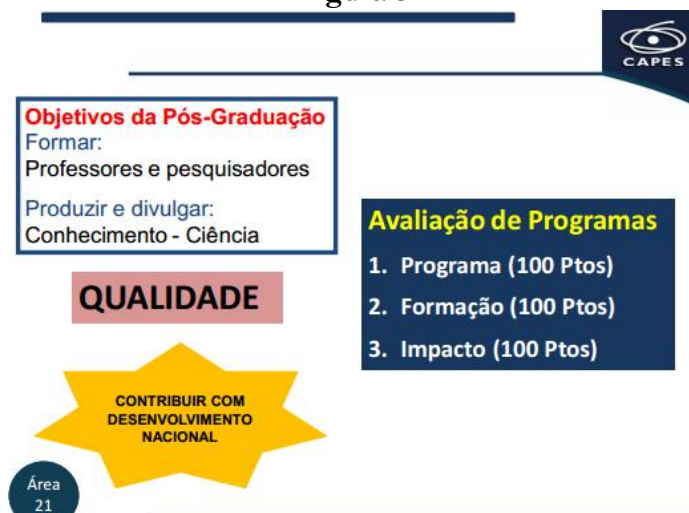 CAPES
Objetivos da Pós-Graduação
Formar:
Professores e pesquisadores
Produzir e divulgar:
Conhecimento - Ciência
QUALIDADE
Avaliação de Programas
1. Programa (100 Ptos)
2. Formação (100 Ptos)
3. Impacto (100 Ptos)
CONTRIBUIR COM
DESENVOLVIMENTO
NACIONAL
Área
21